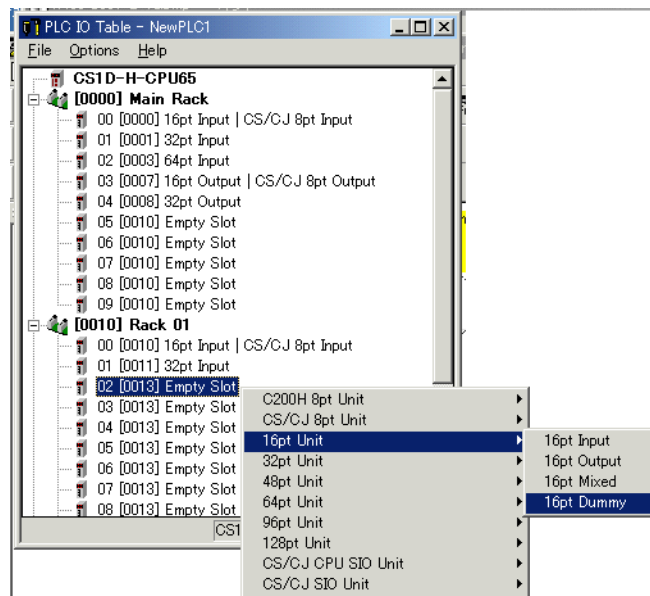 PLC IO Table - NewPLC1
File Options Help
CS1D-H-CPU65
[0000] Main Rack
00 [0000] 16pt Input | CS/CJ 8pt Input
01 [0001] 32pt Input
02 [0003] 64pt Input
03 [0007] 16pt Output | CS/CJ 8pt Output
04 [0008] 32pt Output
05 [0010] Empty Slot
06 [0010] Empty Slot
07 [0010] Empty Slot
08 [0010] Empty Slot
09 [0010] Empty Slot
[0010] Rack 01
00 [0010] 16pt Input | CS/CJ 8pt Input
01 [0011] 32pt Input
02 [0013] Empty Slot
03 [0013] Empty Slot
04 [0013] Empty Slot
05 [0013] Empty Slot
06 [0013] Empty Slot
07 [0013] Empty Slot
08 [0013] Empty Slot
CS1
C200H 8pt Unit
CS/CJ 8pt Unit
16pt Unit
32pt Unit
48pt Unit
64pt Unit
96pt Unit
128pt Unit
CS/CJ CPU SIO Unit
CS/CJ SIO Unit
16pt Input
16pt Output
16pt Mixed
16pt Dummy